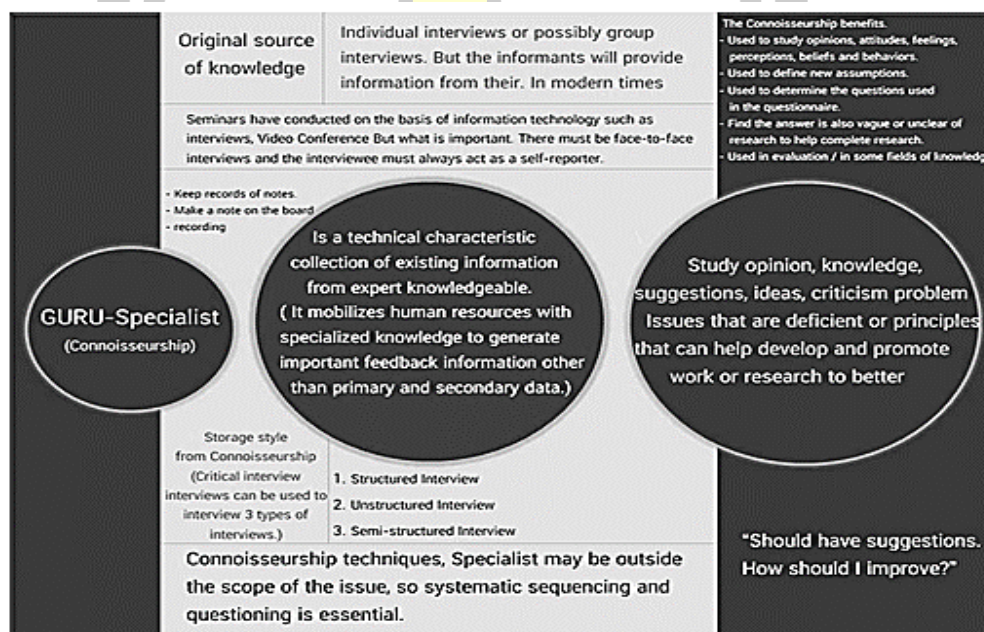 Original source
of knowledge
Individual interviews or possibly group
interviews. But the informants will provide
information from their. In modern times
Seminars have conducted on the basis of information technology such as
interviews, Video Conference But what is important. There must be face-to-face
interviews and the interviewee must always act as a self-reporter.
The Connoisseurship benefits.
- Used to study opinions, attitudes, feelings,
perceptions, beliefs and behaviors.
- Used to define new assumptions.
- Used to determine the questions used
in the questionnaire.
- Find the answer is also vague or unclear of
research to help complete research.
- Used in evaluation / in some fields of knowledg
- Keep records of notes.
- Make a note on the board
- recording
GURU-Specialist
(Connoisseurship)
Is a technical characteristic
collection of existing information
from expert knowledgeable.
( It mobilizes human resources with
specialized knowledge to generate
important feedback information other
than primary and secondary data.)
Study opinion, knowledge,
suggestions, ideas, criticism problem
Issues that are deficient or principles
that can help develop and promote
work or research to better
Storage style
from Connoisseurship
(Critical interview
interviews can be used to
interview 3 types of
interviews.)
1. Structured Interview
2. Unstructured Interview
3. Semi-structured Interview
Connoisseurship techniques, Specialist may be outside
the scope of the issue, so systematic sequencing and
questioning is essential.
"Should have suggestions.
How should I improve?"